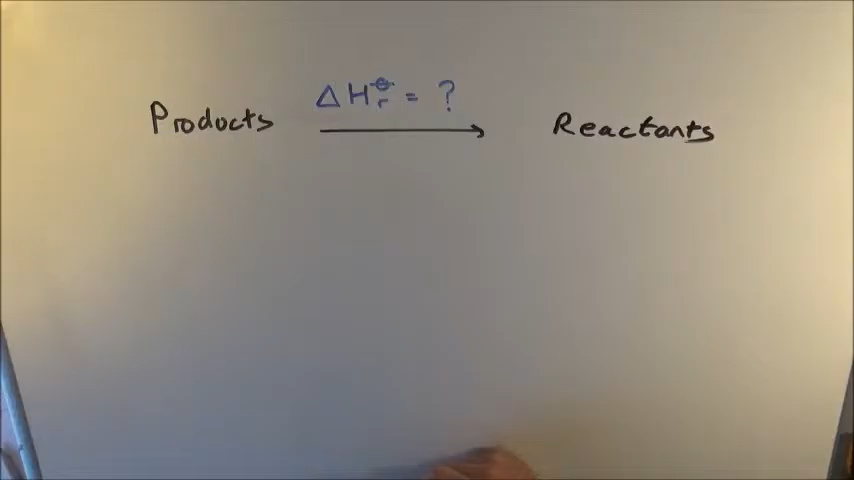 ΔH°r = ?
Products → Reactants